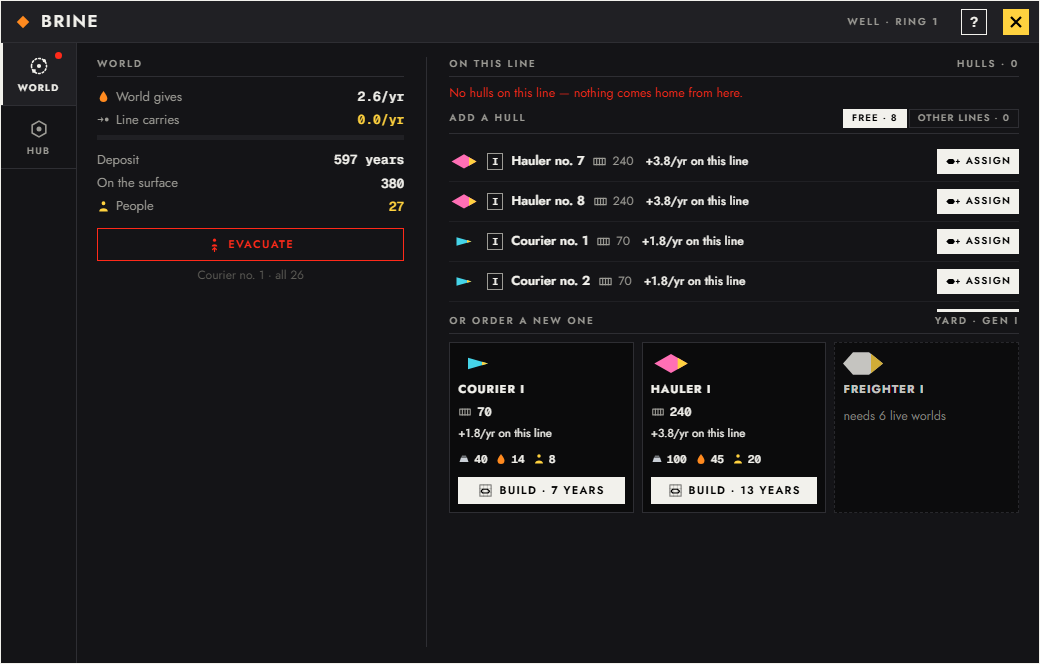 BRINE
WELL · RING 1
?
WORLD
HUB
WORLD
World gives 2.6/yr
Line carries 0.0/yr
Deposit 597 years
On the surface 380
People 27
EVACUATE
Courier no. 1 · all 26
ON THIS LINE
HULLS · 0
No hulls on this line — nothing comes home from here.
ADD A HULL
FREE · 8
OTHER LINES · 0
I Hauler no. 7 240 +3.8/yr on this line ASSIGN
I Hauler no. 8 240 +3.8/yr on this line ASSIGN
I Courier no. 1 70 +1.8/yr on this line ASSIGN
I Courier no. 2 70 +1.8/yr on this line ASSIGN
OR ORDER A NEW ONE
YARD · GEN I
COURIER I
70
+1.8/yr on this line
40 14 8
BUILD · 7 YEARS
HAULER I
240
+3.8/yr on this line
100 45 20
BUILD · 13 YEARS
FREIGHTER I
needs 6 live worlds